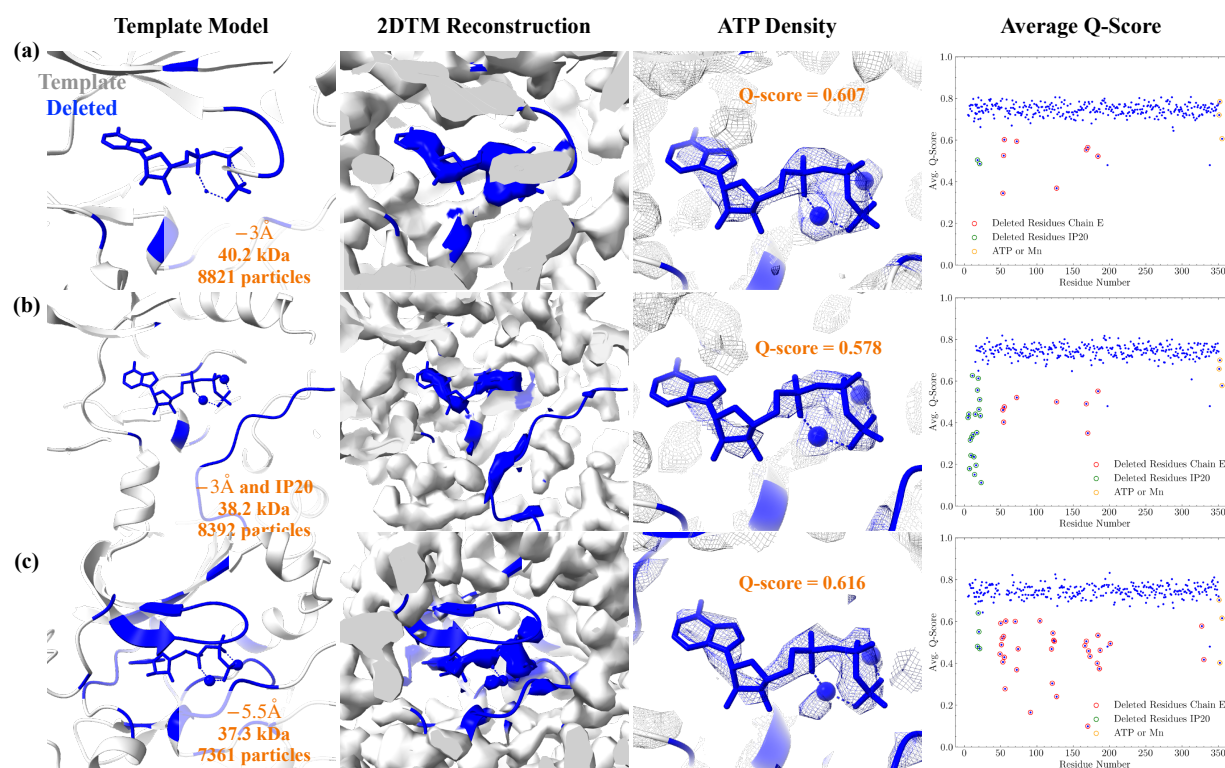 Template Model
2DTM Reconstruction
ATP Density
Average Q-Score
(a)
Template
Deleted
−3Å
40.2 kDa
8821 particles
Q-score = 0.607
1.0
0.8
0.6
0.4
0.2
0.0
Avg. Q-Score
Deleted Residues Chain E
Deleted Residues IP20
ATP or Mn
0 50 100 150 200 250 300 350
Residue Number
(b)
−3Å and IP20
38.2 kDa
8392 particles
Q-score = 0.578
1.0
0.8
0.6
0.4
0.2
0.0
Avg. Q-Score
Deleted Residues Chain E
Deleted Residues IP20
ATP or Mn
0 50 100 150 200 250 300 350
Residue Number
(c)
−5.5Å
37.3 kDa
7361 particles
Q-score = 0.616
1.0
0.8
0.6
0.4
0.2
0.0
Avg. Q-Score
Deleted Residues Chain E
Deleted Residues IP20
ATP or Mn
0 50 100 150 200 250 300 350
Residue Number